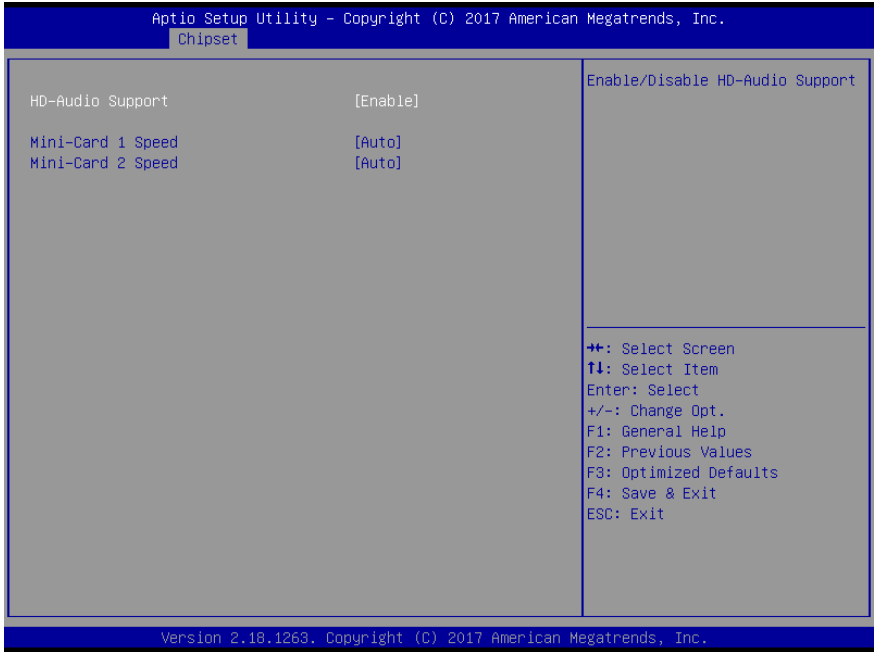 Aptio Setup Utility – Copyright (C) 2017 American Megatrends, Inc.
Chipset
HD-Audio Support [Enable]
Mini-Card 1 Speed [Auto]
Mini-Card 2 Speed [Auto]
Enable/Disable HD-Audio Support
→←: Select Screen
↑↓: Select Item
Enter: Select
+/-: Change Opt.
F1: General Help
F2: Previous Values
F3: Optimized Defaults
F4: Save & Exit
ESC: Exit
Version 2.18.1263. Copyright (C) 2017 American Megatrends, Inc.